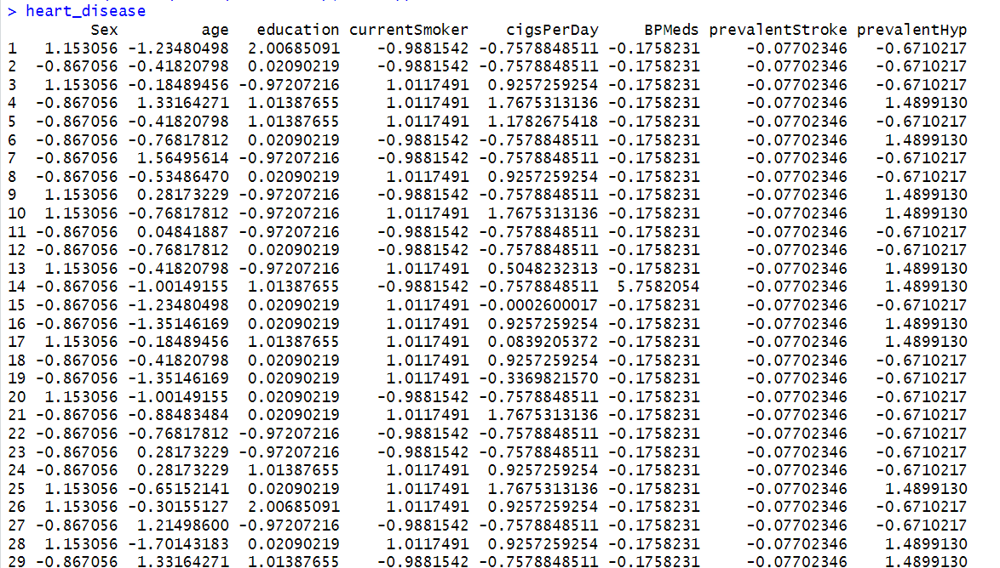 > heart_disease
Sex age education currentSmoker cigsPerDay BPMeds prevalentStroke prevalentHyp
1 1.153056 -1.23480498 2.00685091 -0.9881542 -0.7578848511 -0.1758231 -0.07702346 -0.6710217
2 -0.867056 -0.41820798 0.02090219 -0.9881542 -0.7578848511 -0.1758231 -0.07702346 -0.6710217
3 1.153056 -0.18489456 -0.97207216 1.0117491 0.9257259254 -0.1758231 -0.07702346 -0.6710217
4 -0.867056 1.33164271 1.01387655 1.0117491 1.7675313136 -0.1758231 -0.07702346 1.4899130
5 -0.867056 -0.41820798 1.01387655 1.0117491 1.1782675418 -0.1758231 -0.07702346 -0.6710217
6 -0.867056 -0.76817812 0.02090219 -0.9881542 -0.7578848511 -0.1758231 -0.07702346 1.4899130
7 -0.867056 1.56495614 -0.97207216 -0.9881542 -0.7578848511 -0.1758231 -0.07702346 -0.6710217
8 -0.867056 -0.53486470 0.02090219 1.0117491 0.9257259254 -0.1758231 -0.07702346 -0.6710217
9 1.153056 0.28173229 -0.97207216 -0.9881542 -0.7578848511 -0.1758231 -0.07702346 1.4899130
10 1.153056 -0.76817812 -0.97207216 1.0117491 1.7675313136 -0.1758231 -0.07702346 1.4899130
11 -0.867056 0.04841887 -0.97207216 -0.9881542 -0.7578848511 -0.1758231 -0.07702346 -0.6710217
12 -0.867056 -0.76817812 0.02090219 -0.9881542 -0.7578848511 -0.1758231 -0.07702346 -0.6710217
13 1.153056 -0.41820798 -0.97207216 1.0117491 0.5048232313 -0.1758231 -0.07702346 1.4899130
14 -0.867056 -1.00149155 1.01387655 -0.9881542 -0.7578848511 5.7582054 -0.07702346 1.4899130
15 -0.867056 -1.23480498 0.02090219 1.0117491 -0.0002600017 -0.1758231 -0.07702346 -0.6710217
16 -0.867056 -1.35146169 0.02090219 1.0117491 0.9257259254 -0.1758231 -0.07702346 1.4899130
17 1.153056 -0.18489456 1.01387655 1.0117491 0.0839205372 -0.1758231 -0.07702346 1.4899130
18 -0.867056 -0.41820798 0.02090219 1.0117491 0.9257259254 -0.1758231 -0.07702346 -0.6710217
19 -0.867056 -1.35146169 0.02090219 1.0117491 -0.3369821570 -0.1758231 -0.07702346 -0.6710217
20 1.153056 -1.00149155 0.02090219 -0.9881542 -0.7578848511 -0.1758231 -0.07702346 -0.6710217
21 -0.867056 -0.88483484 0.02090219 1.0117491 1.7675313136 -0.1758231 -0.07702346 -0.6710217
22 -0.867056 -0.76817812 -0.97207216 -0.9881542 -0.7578848511 -0.1758231 -0.07702346 -0.6710217
23 -0.867056 0.28173229 -0.97207216 -0.9881542 -0.7578848511 -0.1758231 -0.07702346 -0.6710217
24 -0.867056 0.28173229 1.01387655 1.0117491 0.9257259254 -0.1758231 -0.07702346 -0.6710217
25 1.153056 -0.65152141 0.02090219 1.0117491 1.7675313136 -0.1758231 -0.07702346 1.4899130
26 1.153056 -0.30155127 2.00685091 1.0117491 0.9257259254 -0.1758231 -0.07702346 -0.6710217
27 -0.867056 1.21498600 -0.97207216 -0.9881542 -0.7578848511 -0.1758231 -0.07702346 -0.6710217
28 1.153056 -1.70143183 0.02090219 1.0117491 0.9257259254 -0.1758231 -0.07702346 1.4899130
29 -0.867056 1.33164271 1.01387655 -0.9881542 -0.7578848511 -0.1758231 -0.07702346 -0.6710217